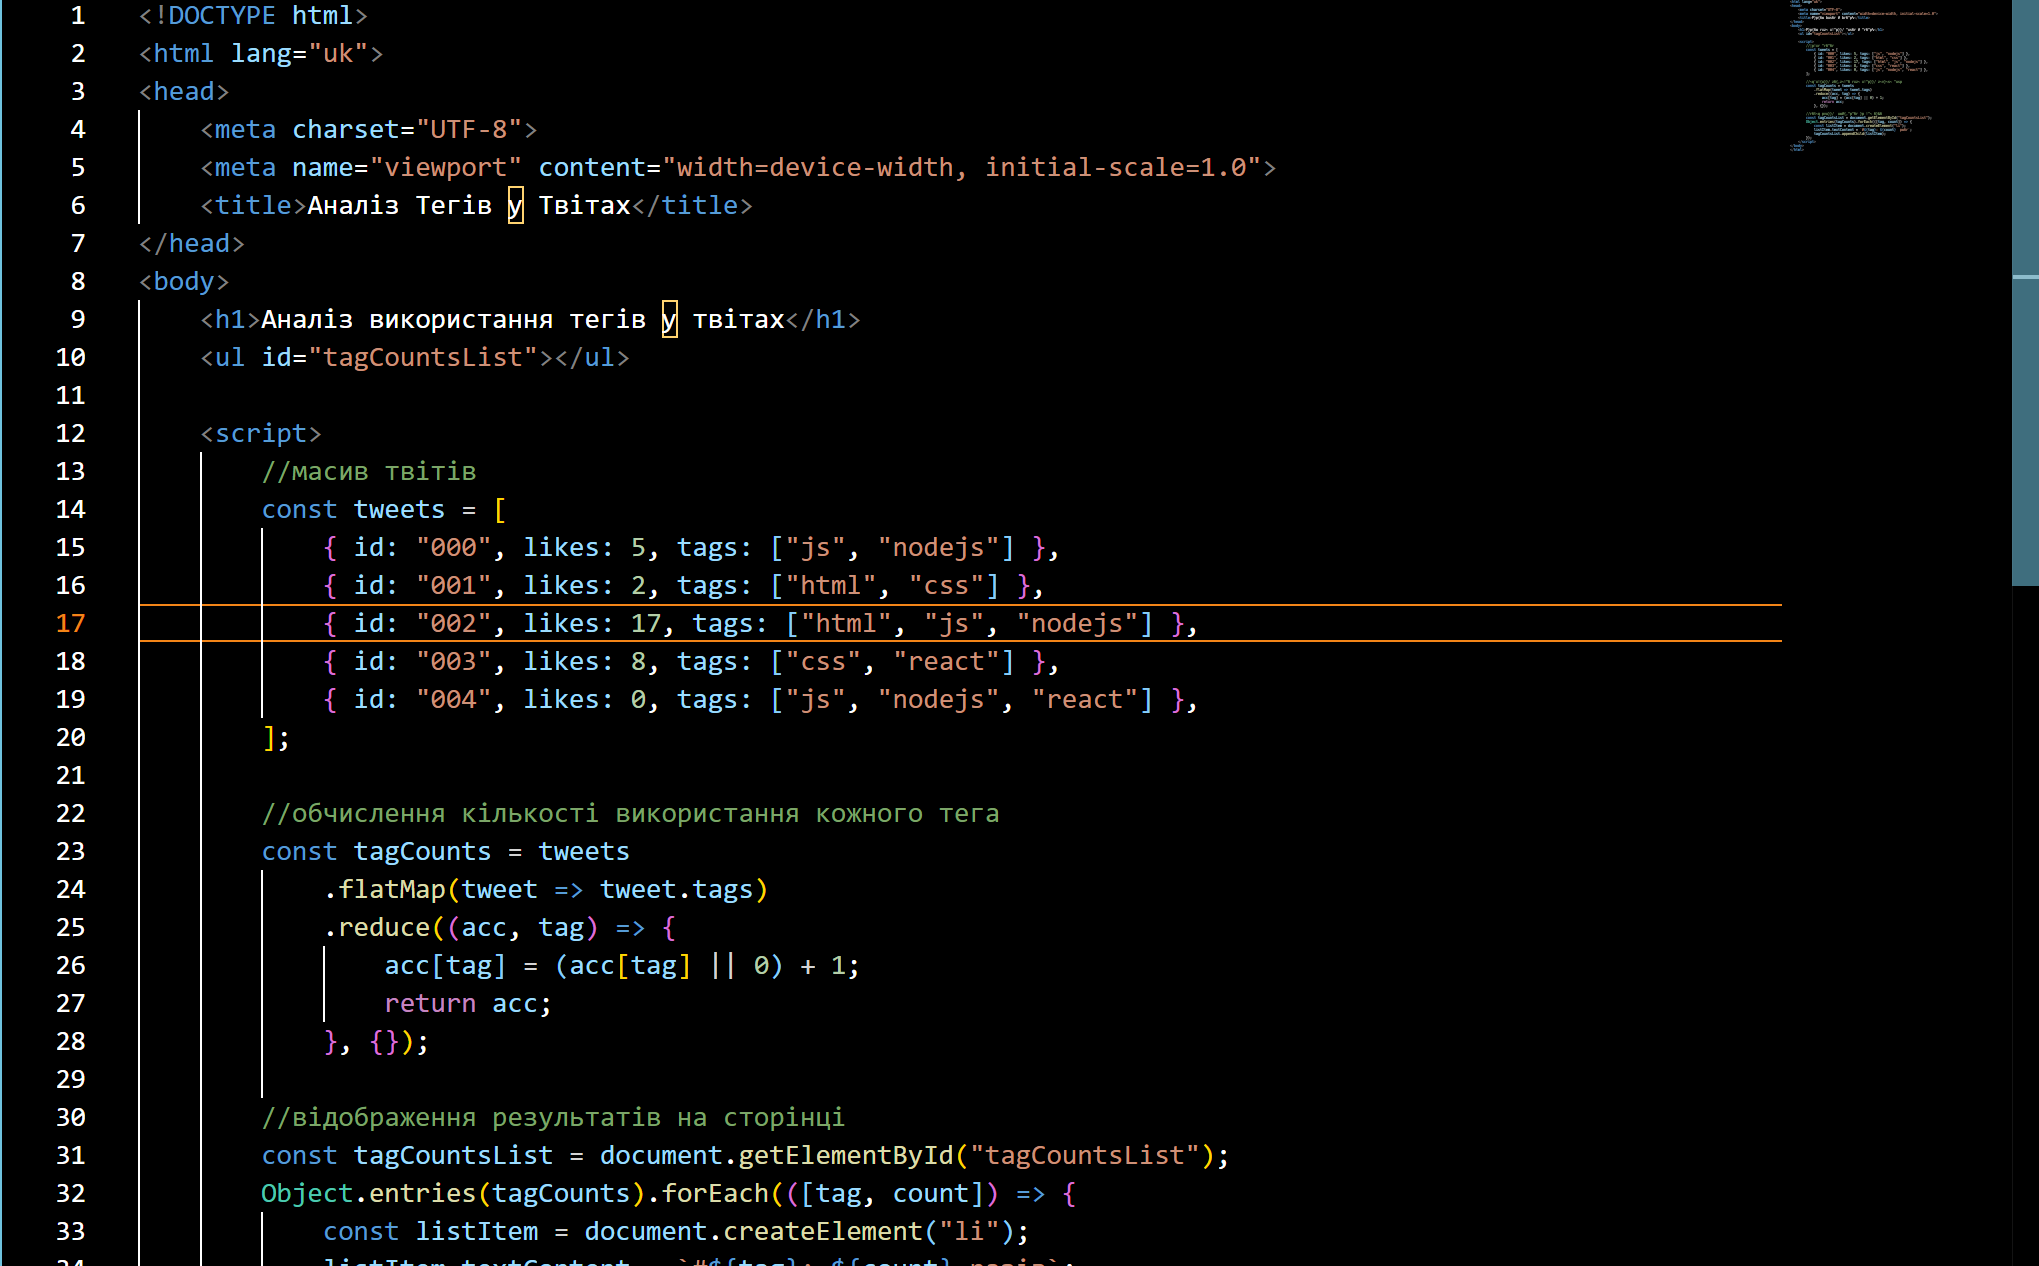 1 <!DOCTYPE html>
2 <html lang="uk">
3 <head>
4 <meta charset="UTF-8">
5 <meta name="viewport" content="width=device-width, initial-scale=1.0">
6 <title>Аналіз Тегів у Твітах</title>
7 </head>
8 <body>
9 <h1>Аналіз використання тегів у твітах</h1>
10 <ul id="tagCountsList"></ul>
11
12 <script>
13 //масив твітів
14 const tweets = [
15 { id: "000", likes: 5, tags: ["js", "nodejs"] },
16 { id: "001", likes: 2, tags: ["html", "css"] },
17 { id: "002", likes: 17, tags: ["html", "js", "nodejs"] },
18 { id: "003", likes: 8, tags: ["css", "react"] },
19 { id: "004", likes: 0, tags: ["js", "nodejs", "react"] },
20 ];
21
22 //обчислення кількості використання кожного тега
23 const tagCounts = tweets
24 .flatMap(tweet => tweet.tags)
25 .reduce((acc, tag) => {
26 acc[tag] = (acc[tag] || 0) + 1;
27 return acc;
28 }, {});
29
30 //відображення результатів на сторінці
31 const tagCountsList = document.getElementById("tagCountsList");
32 Object.entries(tagCounts).forEach(([tag, count]) => {
33 const listItem = document.createElement("li");